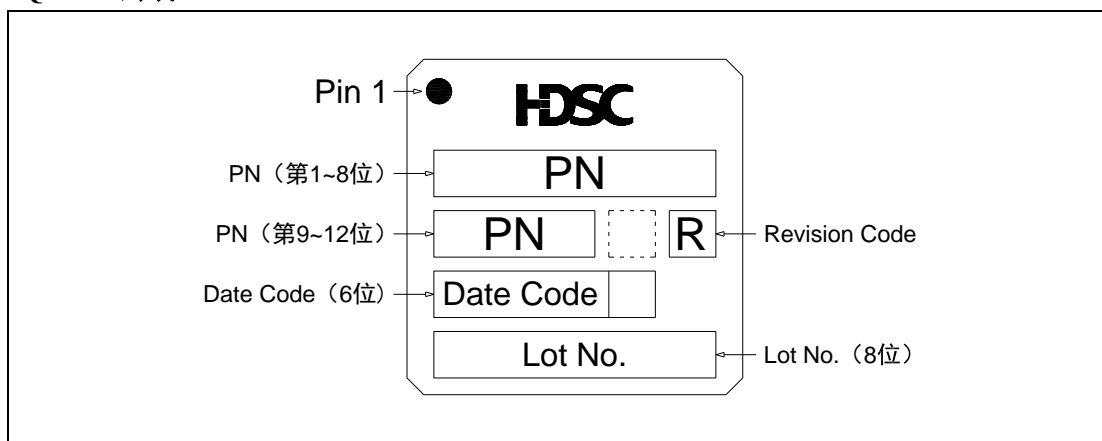 Pin 1
HDSC
PN（第1~8位）
PN
PN（第9~12位）
PN
R
Revision Code
Date Code（6位）
Date Code
Lot No.
Lot No.（8位）